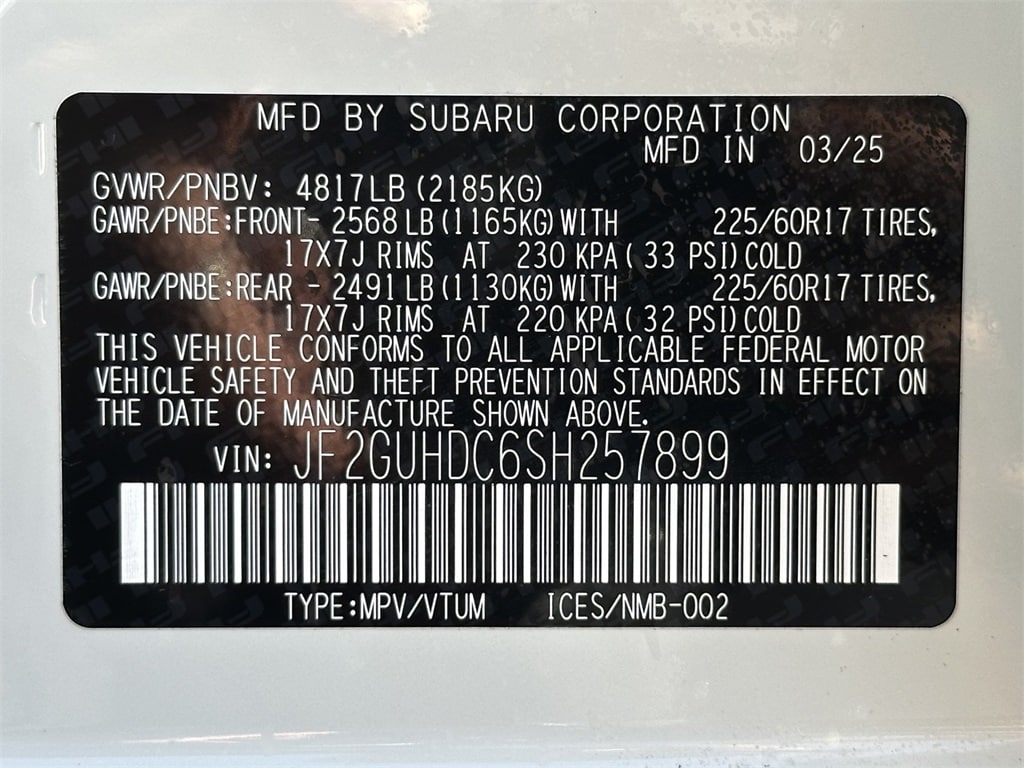 MFD BY SUBARU CORPORATION
MFD IN 03/25
GVWR/PNBV: 4817LB (2185KG)
GAWR/PNBE:FRONT- 2568 LB (1165KG) WITH 225/60R17 TIRES,
17X7J RIMS AT 230 KPA ( 33 PSI) COLD
GAWR/PNBE:REAR - 2491 LB (1130KG) WITH 225/60R17 TIRES,
17X7J RIMS AT 220 KPA ( 32 PSI) COLD
THIS VEHICLE CONFORMS TO ALL APPLICABLE FEDERAL MOTOR
VEHICLE SAFETY AND THEFT PREVENTION STANDARDS IN EFFECT ON
THE DATE OF MANUFACTURE SHOWN ABOVE.
VIN: JF2GUHDC6SH257899
TYPE:MPV/VTUM ICES/NMB-002